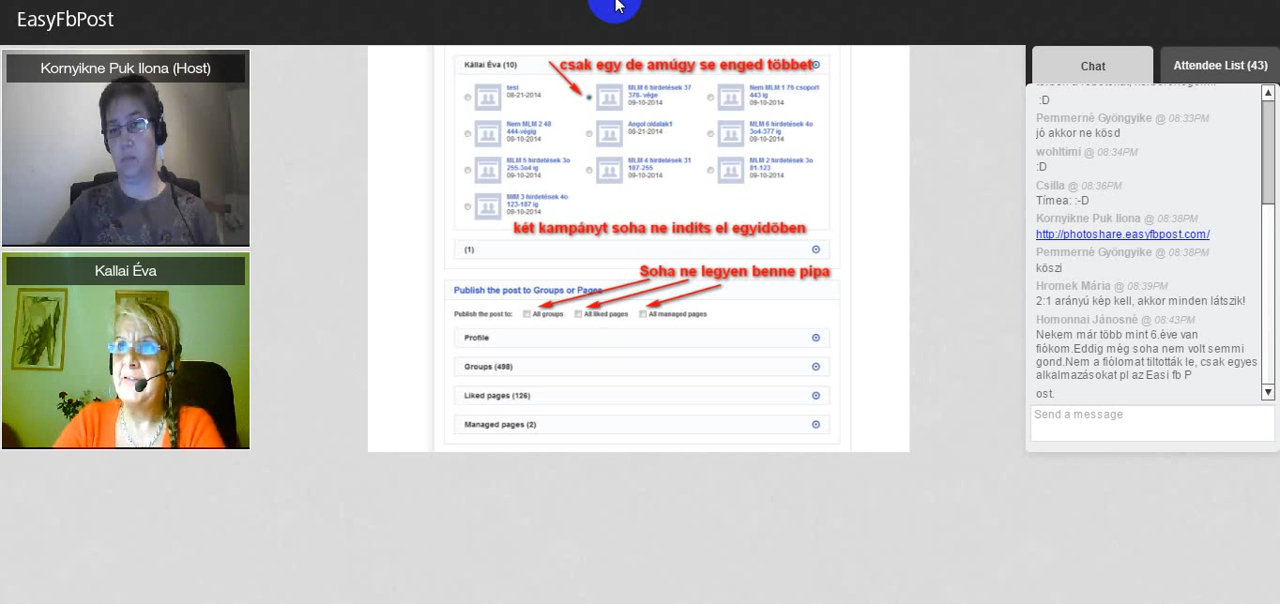 EasyFbPost
Kornyikne Puk Ilona (Host)
Kallai Éva
Kállai Éva (10)
csak egy de amúgy se enged többet
test
08-21-2014
MLM 6 hirdetések 37
378- vége
09-10-2014
Nem MLM 1 76 csoport
443 ig
09-10-2014
Nem MLM 2 48
444-végig
09-10-2014
Angol oldalak1
08-21-2014
MLM 6 hirdetések 4o
3o4-377 ig
09-10-2014
MLM 5 hirdetések 3o
255-3o4 ig
09-10-2014
MLM 4 hirdetések 31
187-255
09-10-2014
MLM 2 hirdetések 3o
81-123
09-10-2014
MlM 3 hirdetések 4o
123-187 ig
09-10-2014
két kampányt soha ne indíts el egyidöben
(1)
Soha ne legyen benne pipa
Publish the post to Groups or Pages
Publish the post to: All groups All liked pages All managed pages
Profile
Groups (498)
Liked pages (126)
Managed pages (2)
Chat
Attendee List (43)
:D
Pemmerné Gyöngyike @ 08:33PM
jó akkor ne kösd
wohltimi @ 08:34PM
:D
Csilla @ 08:36PM
Tímea: :-D
Kornyikne Puk Ilona @ 08:38PM
http://photoshare.easyfbpost.com/
Pemmerné Gyöngyike @ 08:38PM
köszi
Hromek Mária @ 08:39PM
2:1 arányú kép kell, akkor minden látszik!
Homonnai Jánosné @ 08:43PM
Nekem már több mint 6.éve van
fiókom.Eddig még soha nem volt semmi
gond.Nem a fiólomat tiltották le, csak egyes
alkalmazásokat pl az Easi fb P
ost.
Send a message